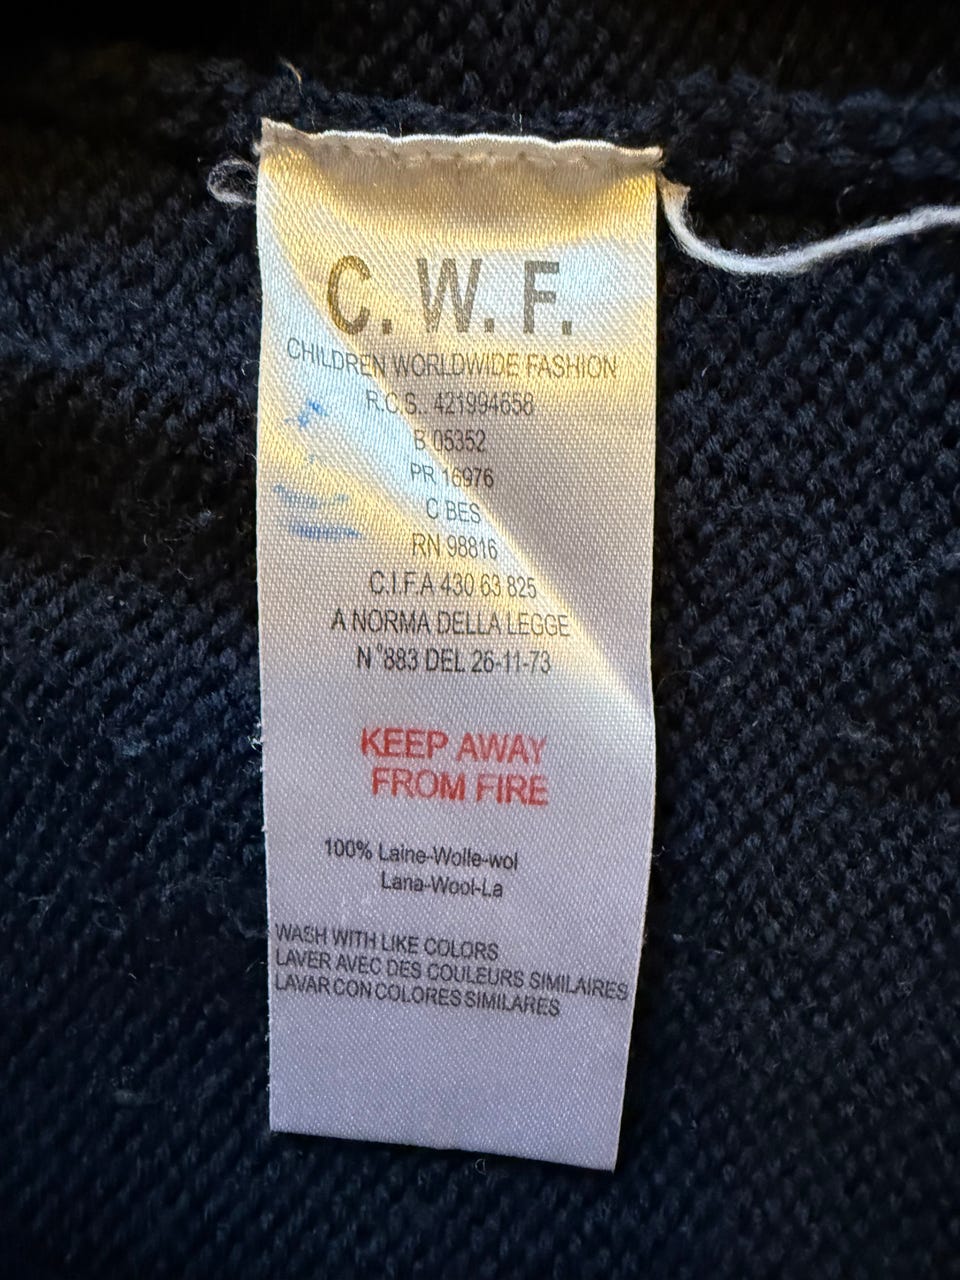 C. W. F.
CHILDREN WORLDWIDE FASHION
R.C.S.. 421994658
B 05352
PR 16976
C BES
RN 98816
C.I.F.A 430 63 825
A NORMA DELLA LEGGE
N °883 DEL 26-11-73
KEEP AWAY
FROM FIRE
100% Laine-Wolle-wol
Lana-Wool-La
WASH WITH LIKE COLORS
LAVER AVEC DES COULEURS SIMILAIRES
LAVAR CON COLORES SIMILARES